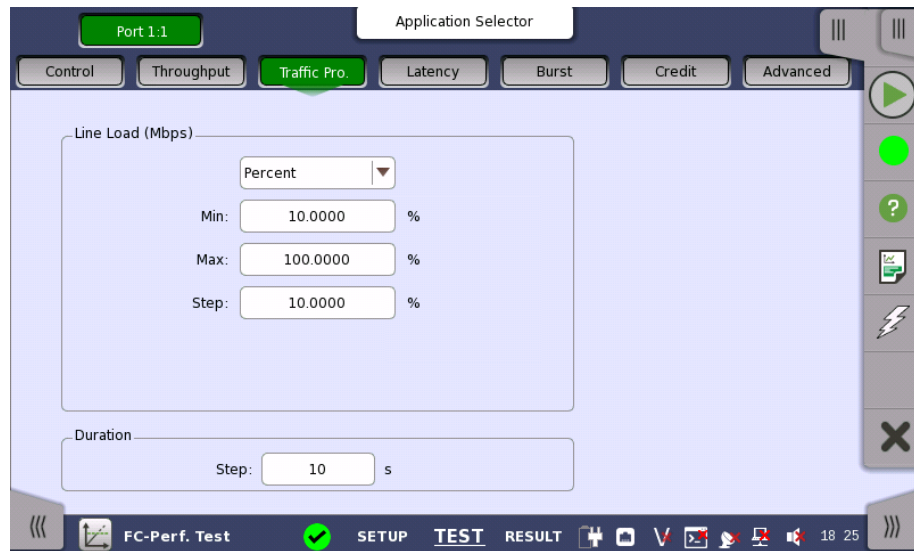 Port 1:1
Application Selector
Control Throughput Traffic Pro. Latency Burst Credit Advanced
Line Load (Mbps)
Percent
Min: 10.0000 %
Max: 100.0000 %
Step: 10.0000 %
Duration
Step: 10 s
FC-Perf. Test SETUP TEST RESULT 18 25